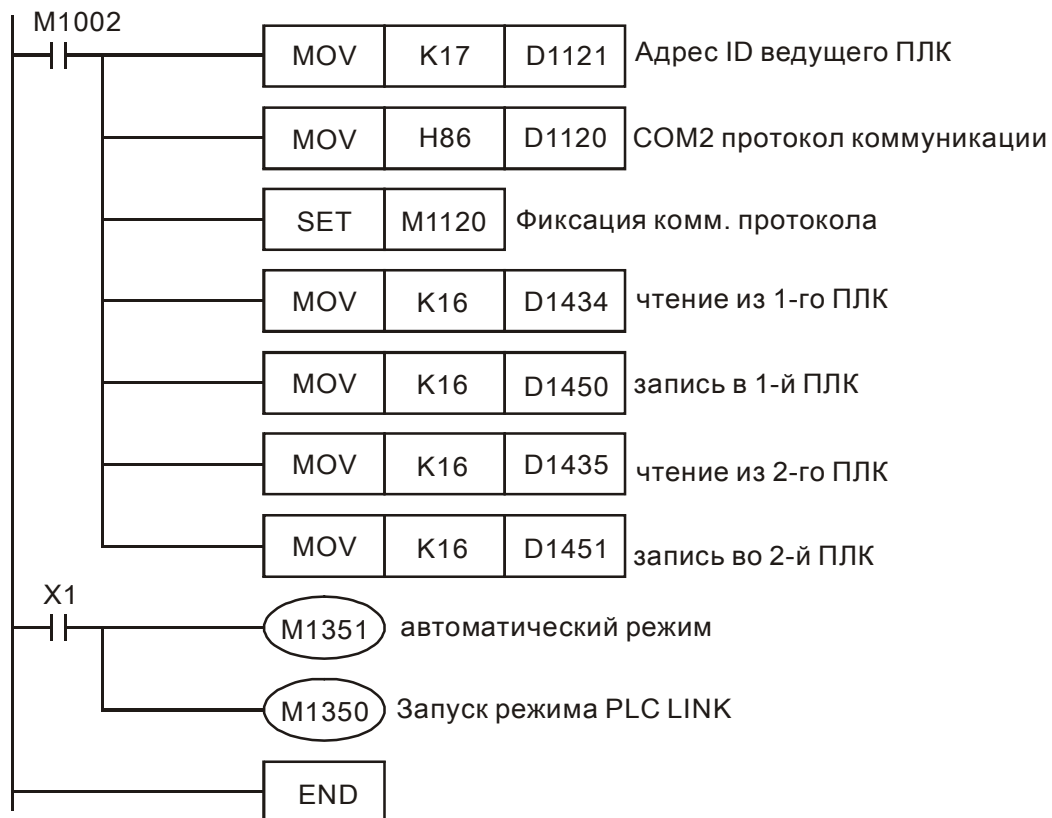 M1002
MOV K17 D1121 Адрес ID ведущего ПЛК
MOV H86 D1120 COM2 протокол коммуникации
SET M1120 Фиксация комм. протокола
MOV K16 D1434 чтение из 1-го ПЛК
MOV K16 D1450 запись в 1-й ПЛК
MOV K16 D1435 чтение из 2-го ПЛК
MOV K16 D1451 запись во 2-й ПЛК
X1
M1351 автоматический режим
M1350 Запуск режима PLC LINK
END